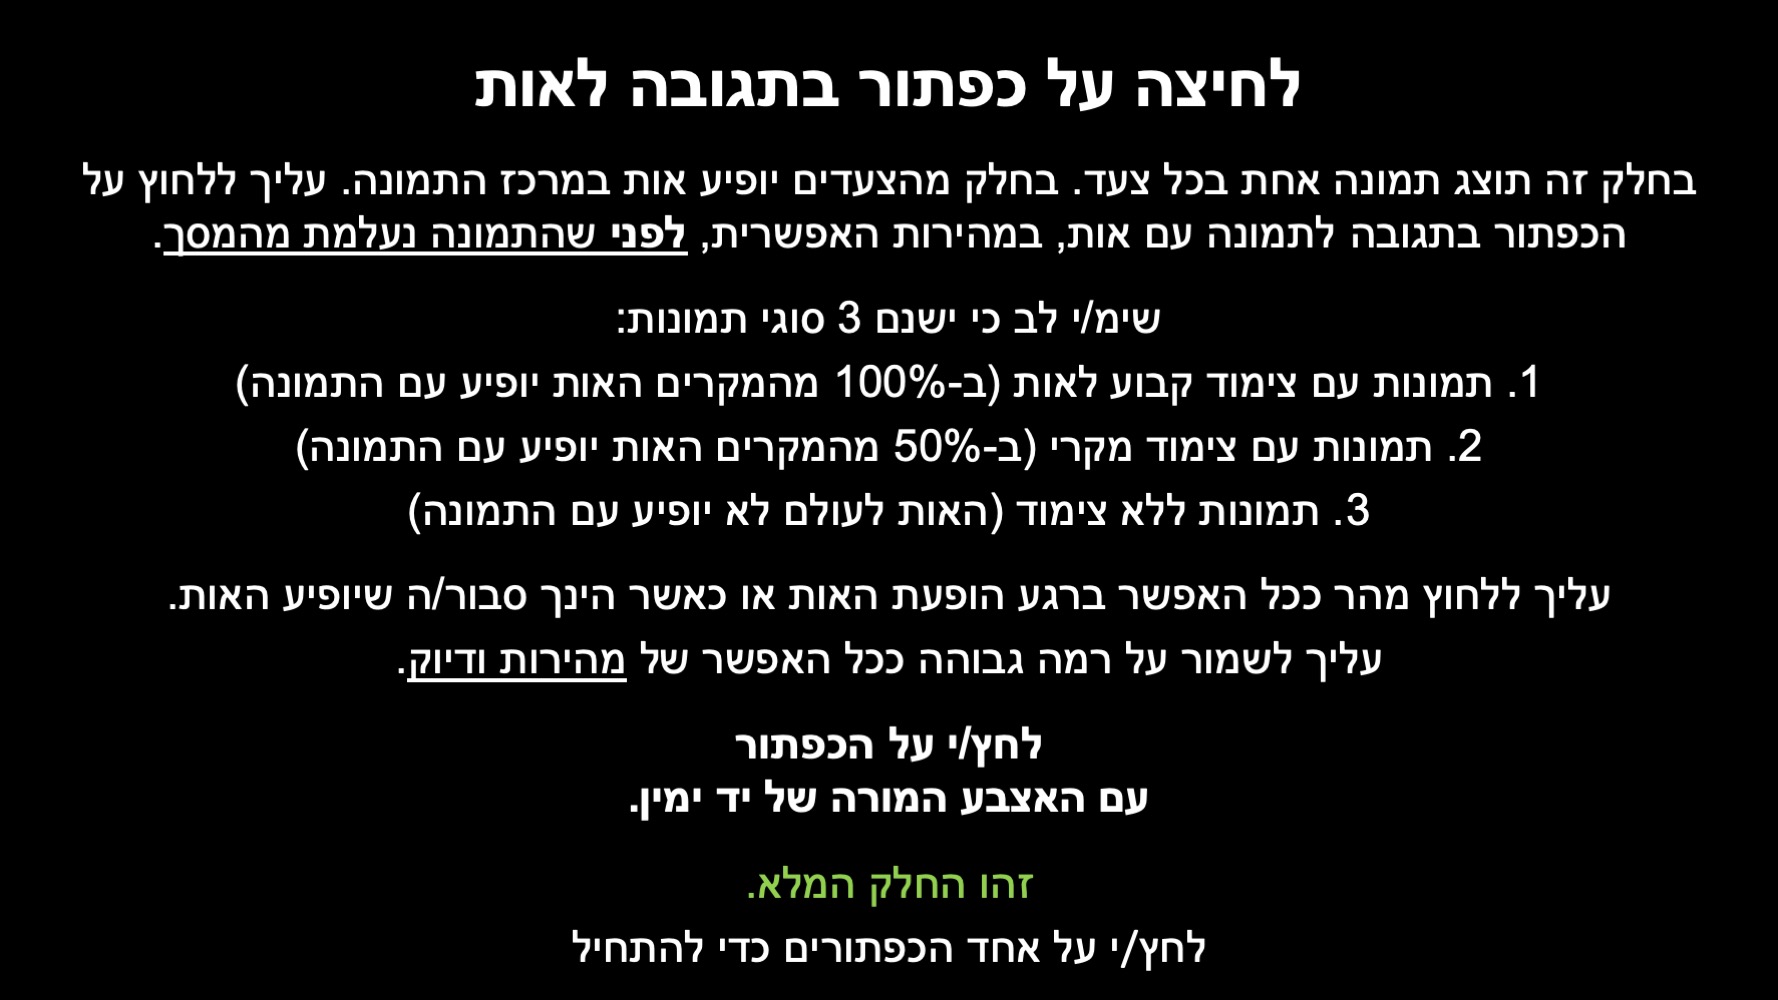 לחיצה על כפתור בתגובה לאות
בחלק זה תוצג תמונה אחת בכל צעד. בחלק מהצעדים יופיע אות במרכז התמונה. עליך ללחוץ על
הכפתור בתגובה לתמונה עם אות, במהירות האפשרית, לפני שהתמונה נעלמת מהמסך.
שימ/י לב כי ישנם 3 סוגי תמונות:
1. תמונות עם צימוד קבוע לאות (ב-100% מהמקרים האות יופיע עם התמונה)
2. תמונות עם צימוד מקרי (ב-50% מהמקרים האות יופיע עם התמונה)
3. תמונות ללא צימוד (האות לעולם לא יופיע עם התמונה)
עליך ללחוץ מהר ככל האפשר ברגע הופעת האות או כאשר הינך סבור/ה שיופיע האות.
עליך לשמור על רמה גבוהה ככל האפשר של מהירות ודיוק.
לחץ/י על הכפתור
עם האצבע המורה של יד ימין.
זהו החלק המלא.
לחץ/י על אחד הכפתורים כדי להתחיל